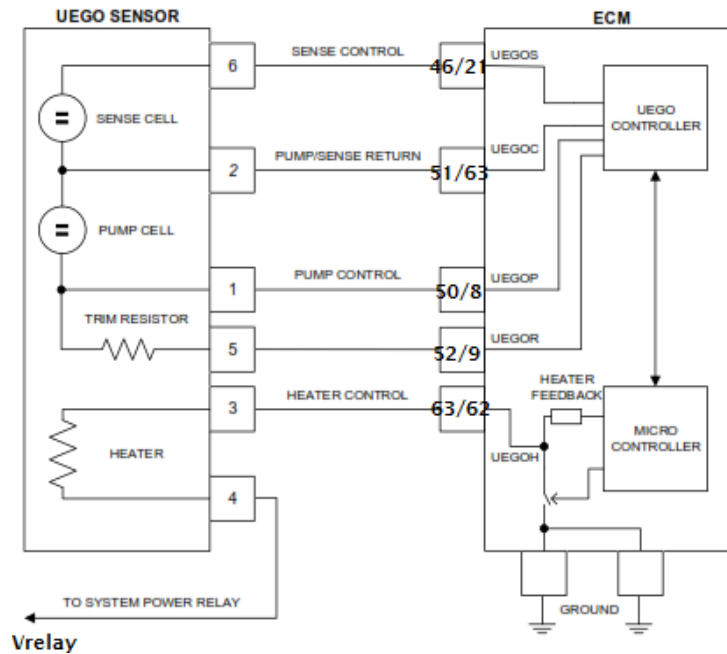 UEGO SENSOR
ECM
6
SENSE CONTROL
46/21
UEGOS
SENSE CELL
UEGO
CONTROLLER
2
PUMP/SENSE RETURN
51/63
UEGOC
PUMP CELL
1
PUMP CONTROL
50/8
UEGOP
TRIM RESISTOR
5
52/9
UEGOR
HEATER
FEEDBACK
3
HEATER CONTROL
63/62
UEGOH
MICRO
CONTROLLER
HEATER
4
TO SYSTEM POWER RELAY
GROUND
Vrelay